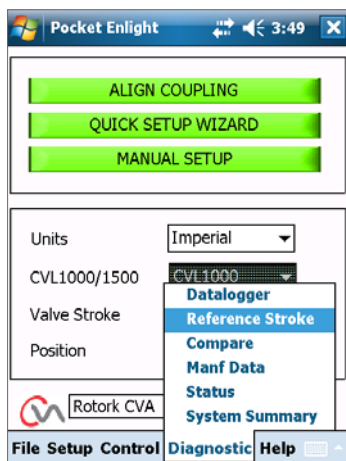 Pocket Enlight 3:49
ALIGN COUPLING
QUICK SETUP WIZARD
MANUAL SETUP
Units Imperial
CVL1000/1500 CVL1000
Datalogger
Valve Stroke Reference Stroke
Compare
Position Manf Data
Status
Rotork CVA System Summary
File Setup Control Diagnostic Help